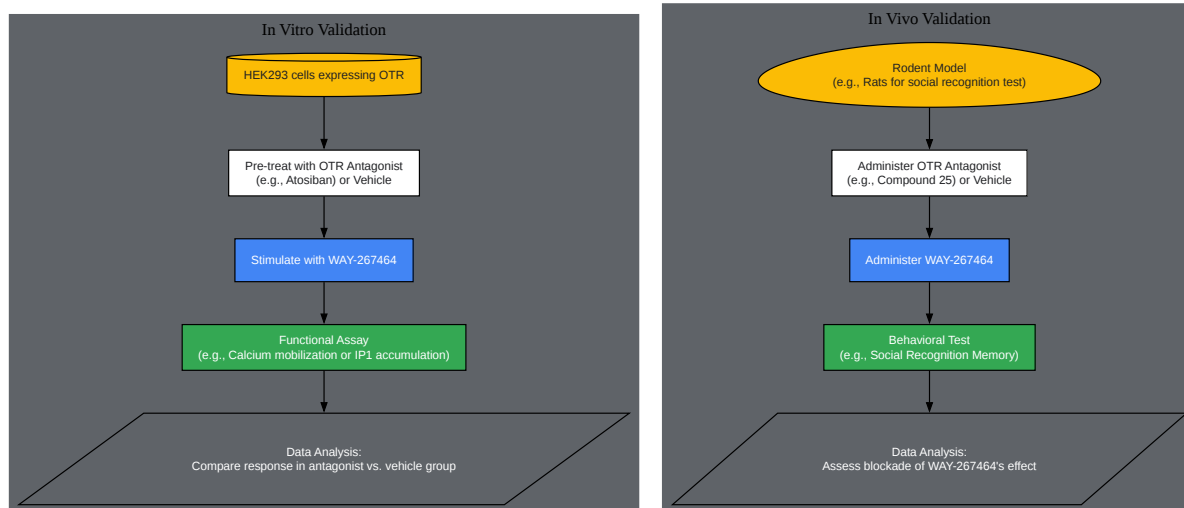 In Vitro Validation
HEK293 cells expressing OTR
Pre-treat with OTR Antagonist
(e.g., Atosiban) or Vehicle
Stimulate with WAY-267464
Functional Assay
(e.g., Calcium mobilization or IP1 accumulation)
Data Analysis:
Compare response in antagonist vs. vehicle group
In Vivo Validation
Rodent Model
(e.g., Rats for social recognition test)
Administer OTR Antagonist
(e.g., Compound 25) or Vehicle
Administer WAY-267464
Behavioral Test
(e.g., Social Recognition Memory)
Data Analysis:
Assess blockade of WAY-267464's effect